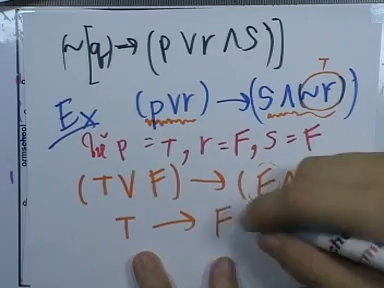 ~[q) → (p ∨ r ∧ S)]
T
Ex (p ∨ r) → (S ∧ ~r)
ให้ p = T, r = F, S = F
(T ∨ F) → (F ∧
T → F